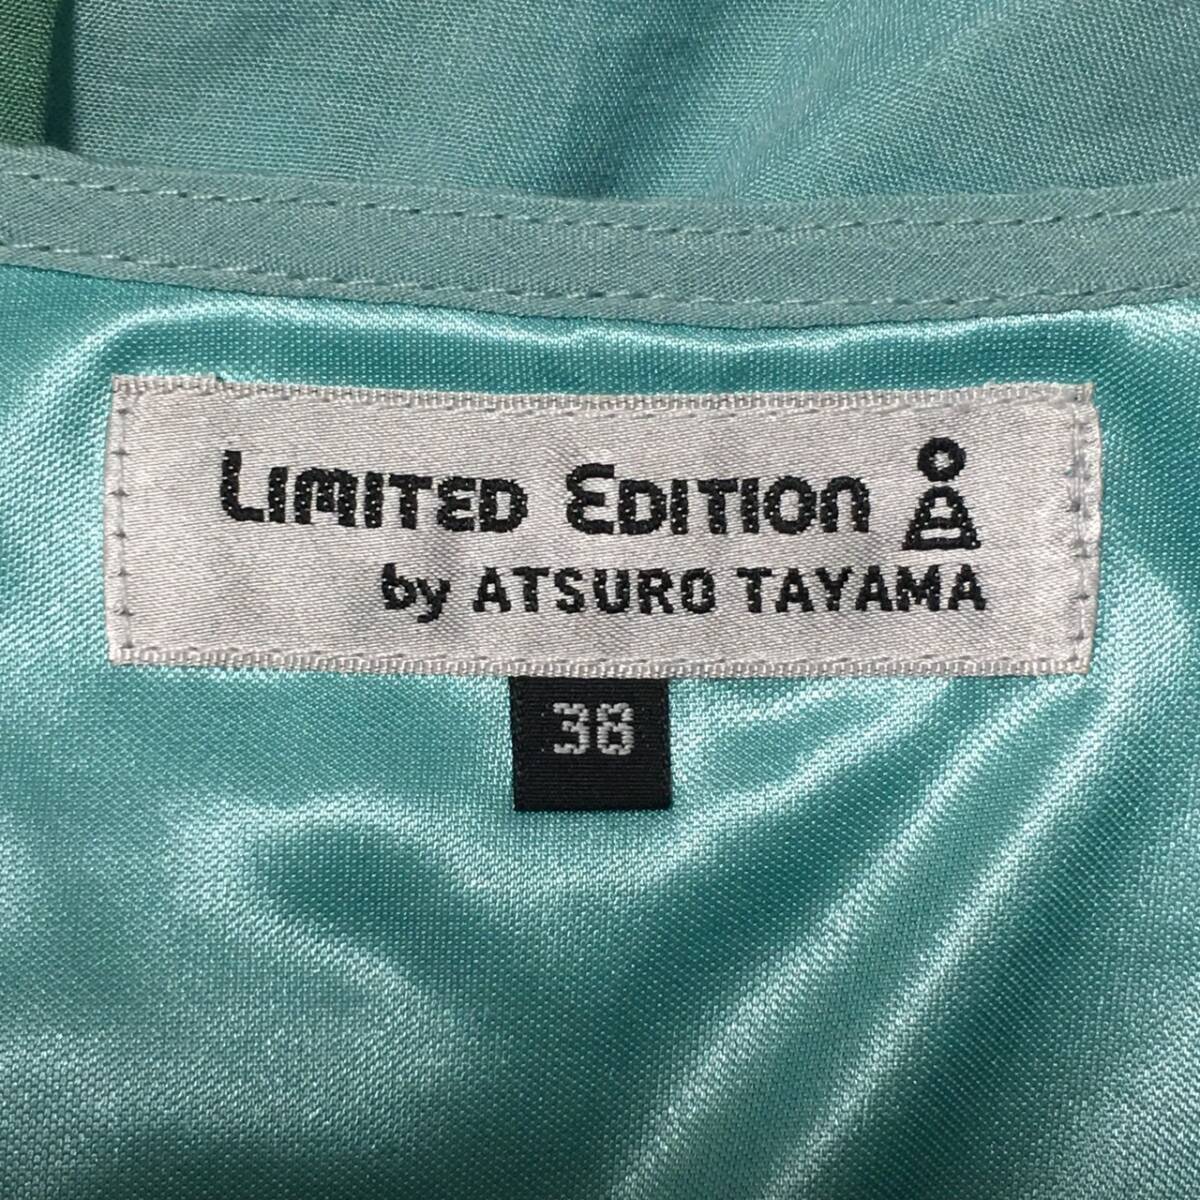 LIMITED EDITION
by ATSURO TAYAMA
38